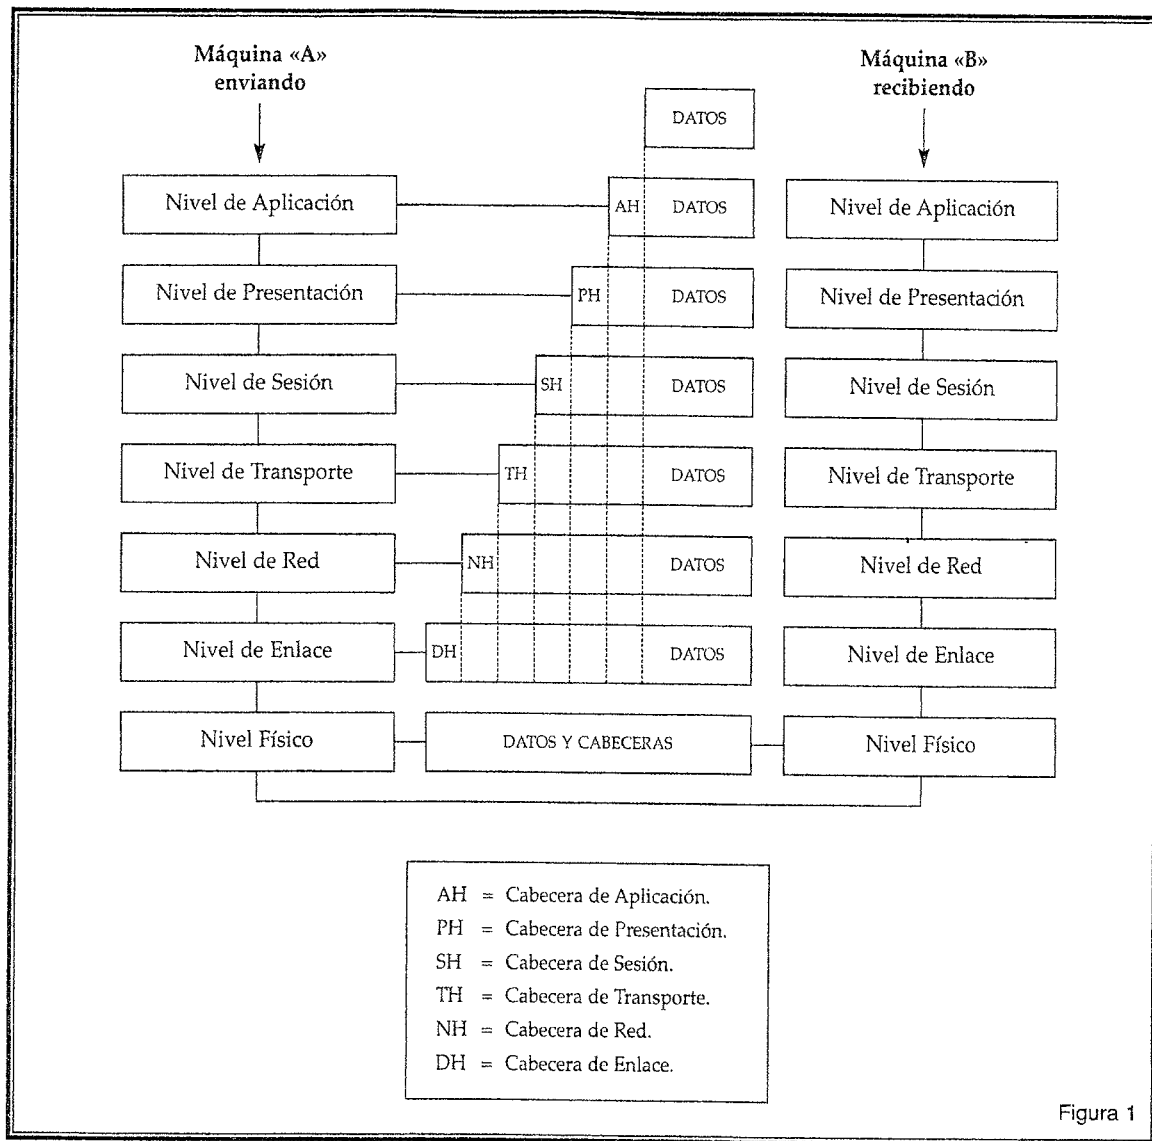 Máquina «A»
enviando
Máquina «B»
recibiendo
DATOS
Nivel de Aplicación
AH DATOS
Nivel de Aplicación
Nivel de Presentación
PH DATOS
Nivel de Presentación
Nivel de Sesión
SH DATOS
Nivel de Sesión
Nivel de Transporte
TH DATOS
Nivel de Transporte
Nivel de Red
NH DATOS
Nivel de Red
Nivel de Enlace
DH DATOS
Nivel de Enlace
Nivel Físico
DATOS Y CABECERAS
Nivel Físico
AH = Cabecera de Aplicación.
PH = Cabecera de Presentación.
SH = Cabecera de Sesión.
TH = Cabecera de Transporte.
NH = Cabecera de Red.
DH = Cabecera de Enlace.
Figura 1